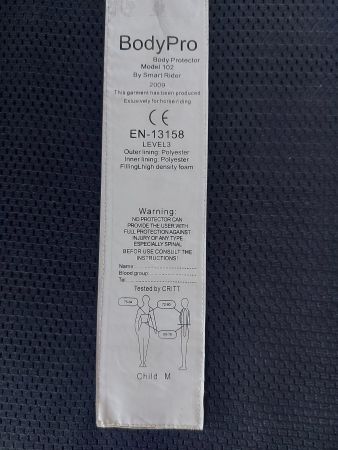 BodyPro
Body Protector
Model 102
By Smart Rider
2009
This garment has been produced
Exlusively for horse riding
CE
EN-13158
LEVEL3
Outer lining: Polyester
Inner lining: Polyester
FillingLhigh density foam
Warning:
NO PROTECTOR CAN
PROVIDE THE USER WITH
FULL PROTECTION AGAINST
INJURY OF ANY TYPE
ESPECIALLY SPINAL
BEFOR USE CONSULT THE
INSTRUCTIONS!
Name
Blood group
Tel
Tested by CRITT
Child M